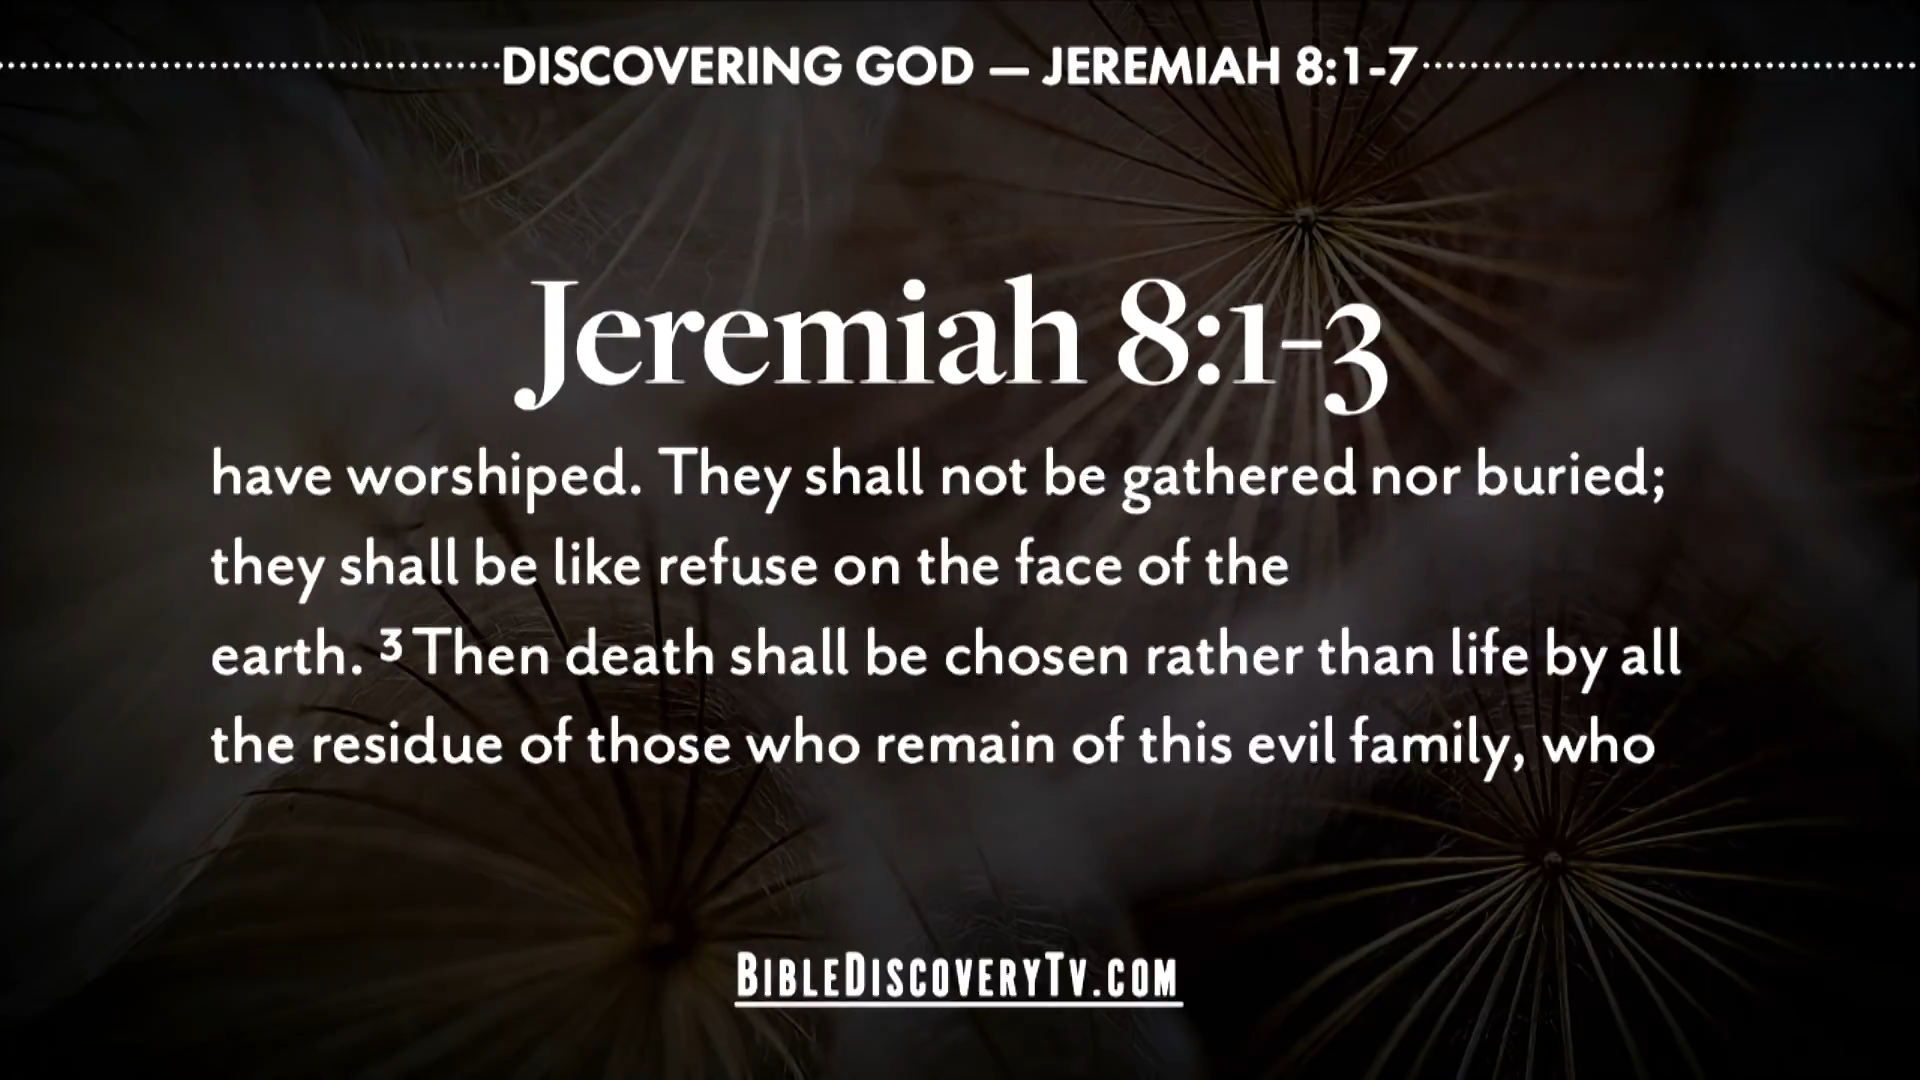 DISCOVERING GOD — JEREMIAH 8:1-7
Jeremiah 8:1-3
have worshiped. They shall not be gathered nor buried;
they shall be like refuse on the face of the
earth. ³ Then death shall be chosen rather than life by all
the residue of those who remain of this evil family, who
BIBLEDISCOVERYTV.COM